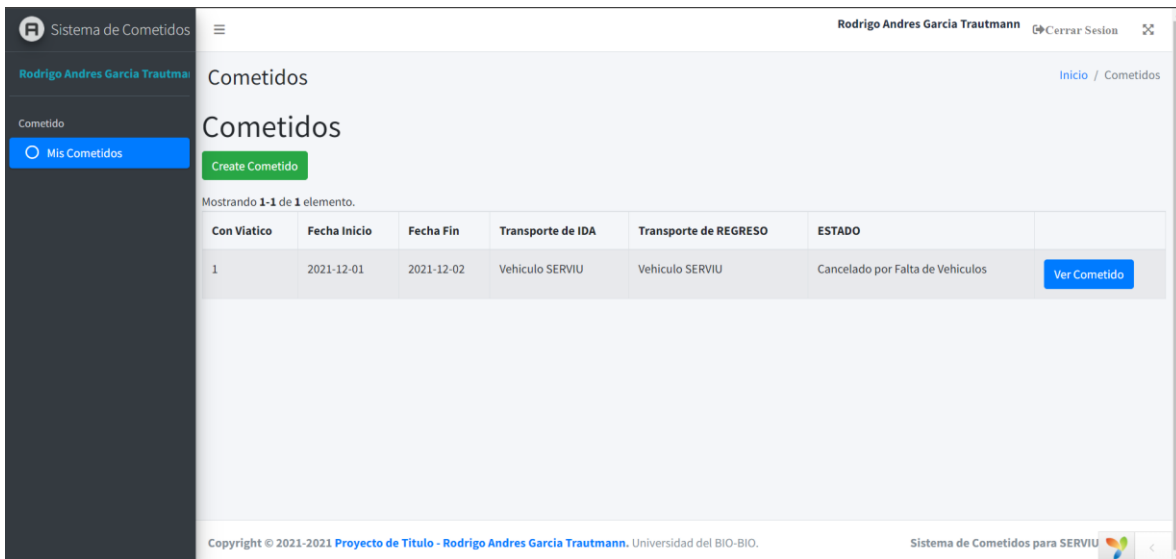 Sistema de Cometidos
Rodrigo Andres Garcia Trautmann
Cerrar Sesion
Rodrigo Andres Garcia Trautma
Cometidos
Inicio / Cometidos
Cometido
Mis Cometidos
Cometidos
Create Cometido
Mostrando 1-1 de 1 elemento.
Con Viatico Fecha Inicio Fecha Fin Transporte de IDA Transporte de REGRESO ESTADO
1 2021-12-01 2021-12-02 Vehiculo SERVIU Vehiculo SERVIU Cancelado por Falta de Vehiculos Ver Cometido
Copyright © 2021-2021 Proyecto de Titulo - Rodrigo Andres Garcia Trautmann. Universidad del BIO-BIO. Sistema de Cometidos para SERVIU